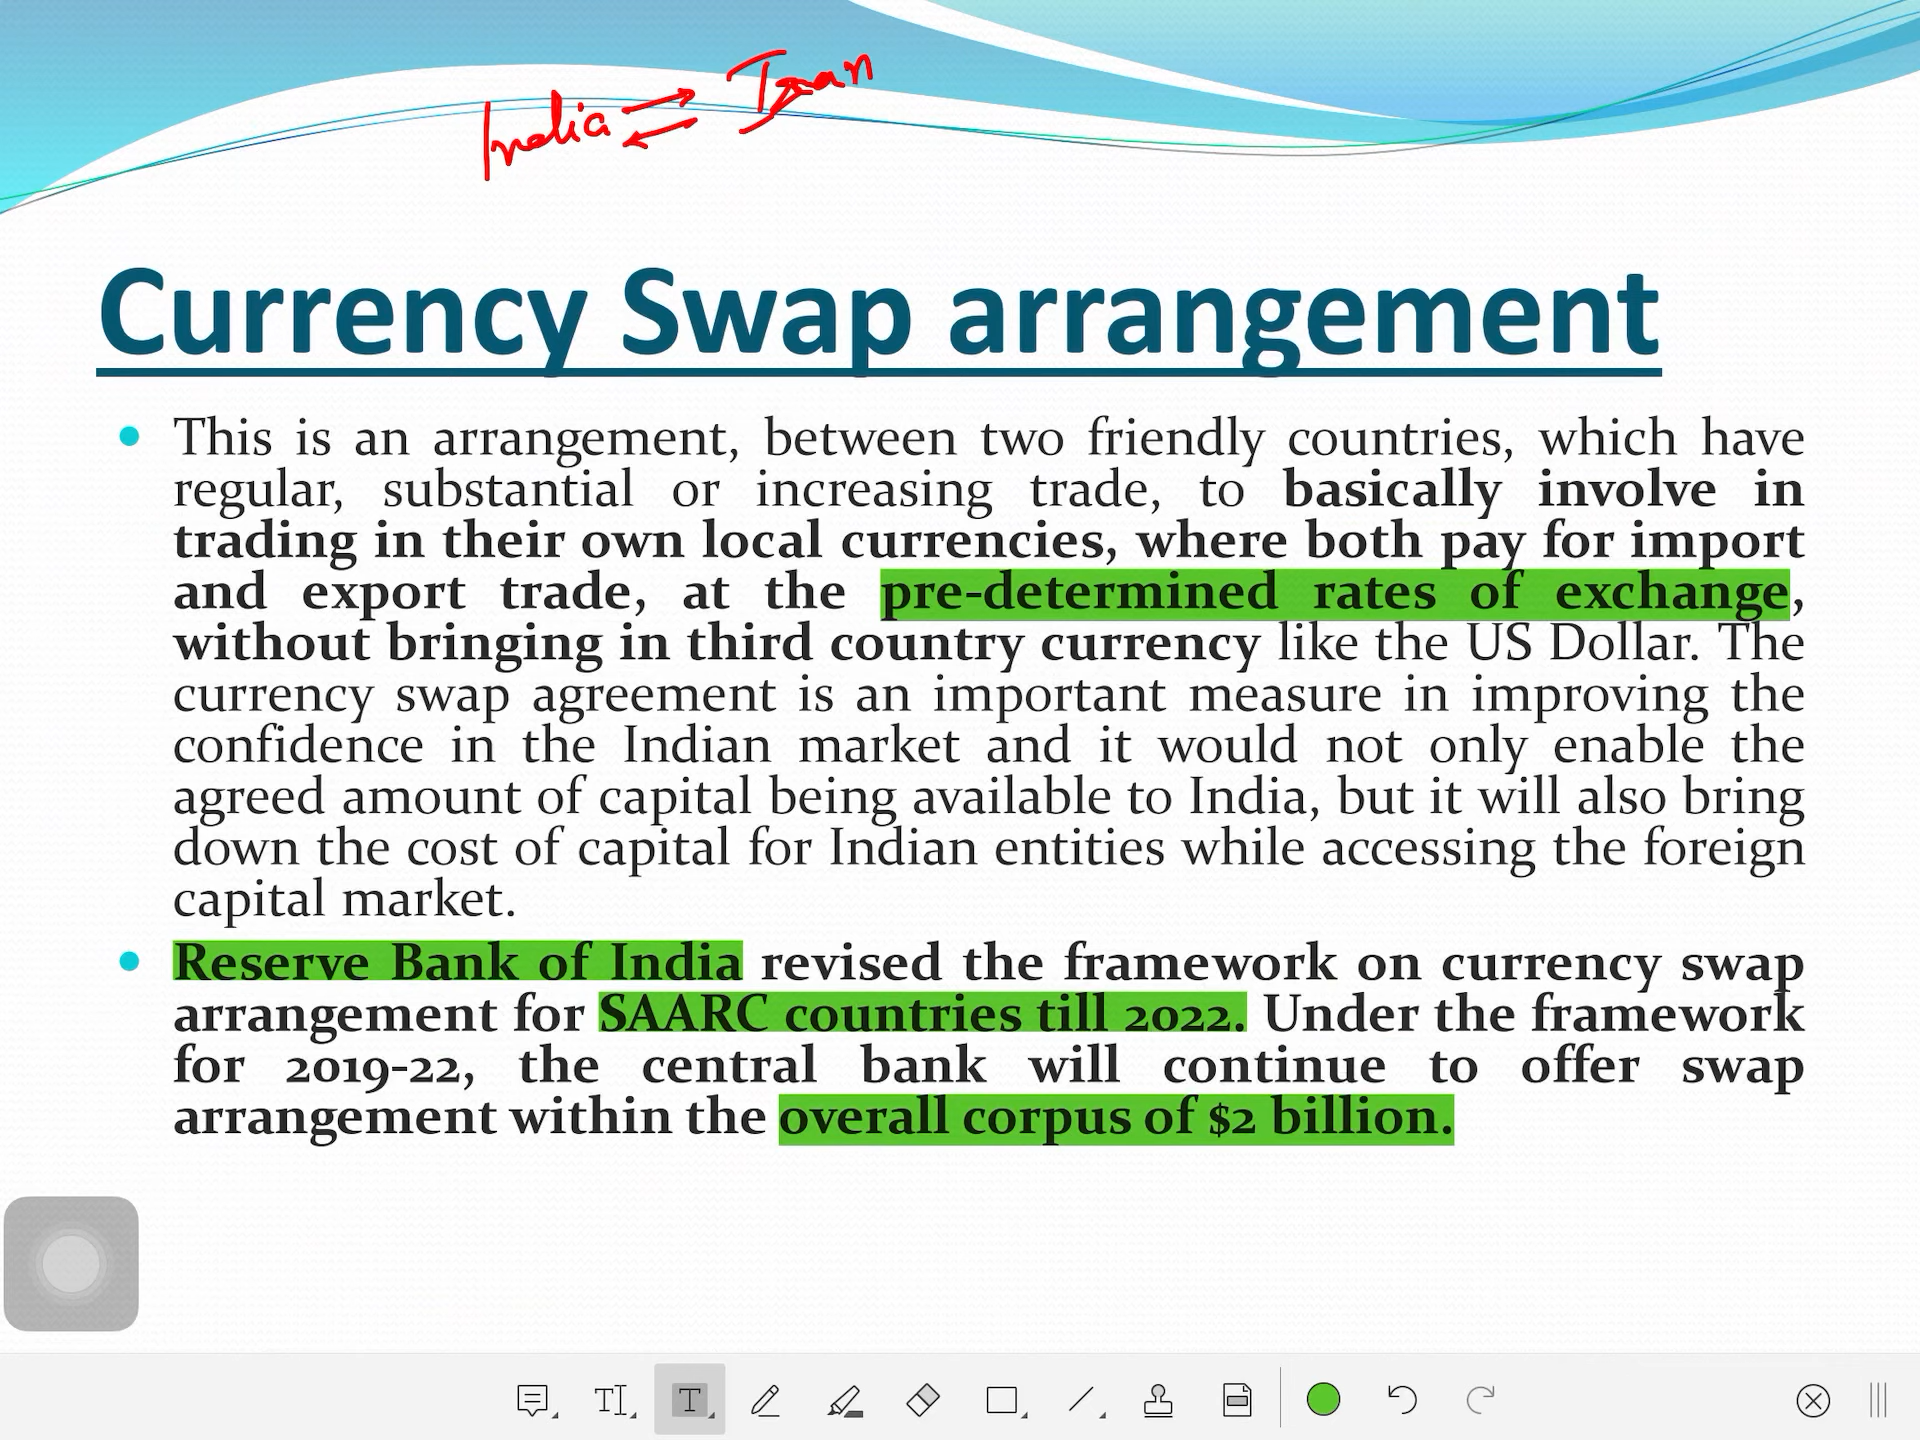 India Iran
Currency Swap arrangement
This is an arrangement, between two friendly countries, which have
regular, substantial or increasing trade, to basically involve in
trading in their own local currencies, where both pay for import
and export trade, at the pre-determined rates of exchange,
without bringing in third country currency like the US Dollar. The
currency swap agreement is an important measure in improving the
confidence in the Indian market and it would not only enable the
agreed amount of capital being available to India, but it will also bring
down the cost of capital for Indian entities while accessing the foreign
capital market.
Reserve Bank of India revised the framework on currency swap
arrangement for SAARC countries till 2022. Under the framework
for 2019-22, the central bank will continue to offer swap
arrangement within the overall corpus of $2 billion.